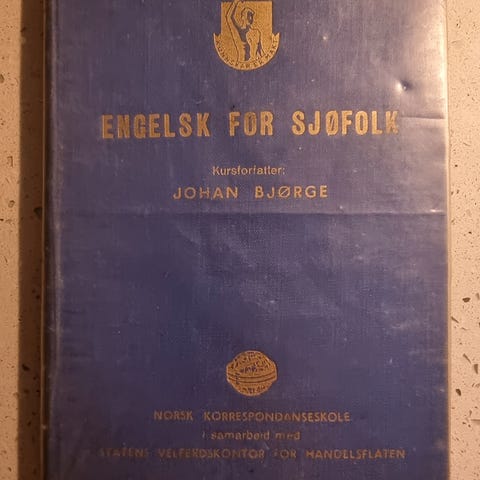 ENGELSK FOR SJØFOLK
Kursforfatter:
JOHAN BJØRGE
NORSK KORRESPONDANSESKOLE
i samarbeid med
STATENS VELFERDSKONTOR FOR HANDELSFLÅTEN